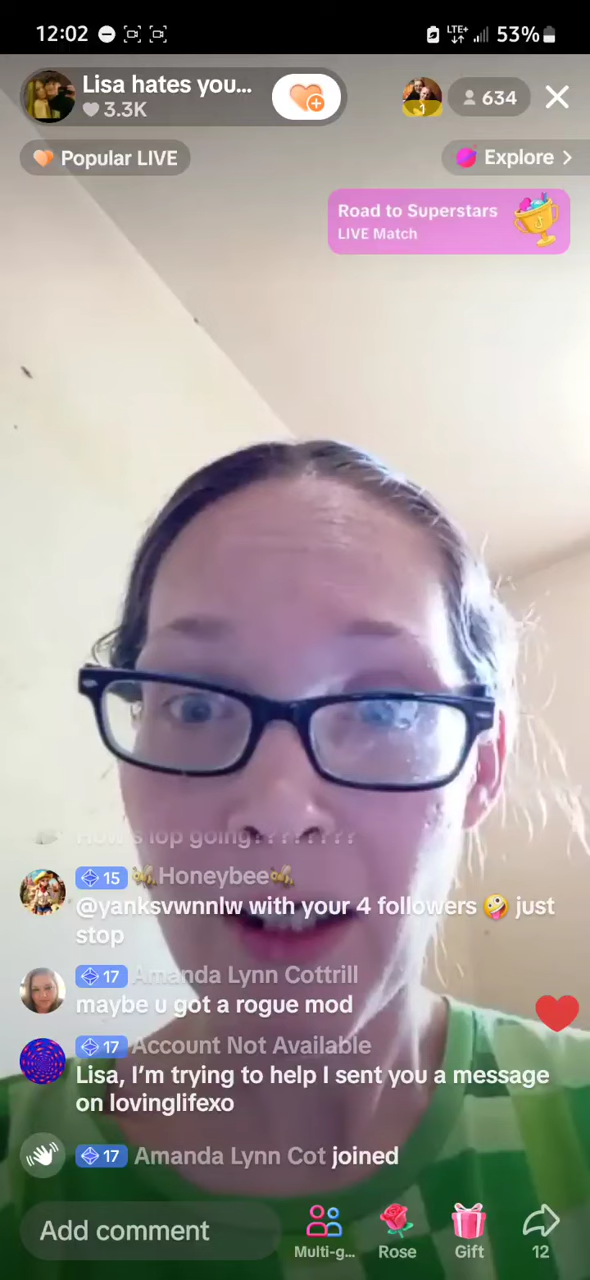 12:02
LTE+
53%
Lisa hates you...
3.3K
1
634
Popular LIVE
Explore >
Road to Superstars
LIVE Match
going????????
15 Honeybee
@yanksvwnnlw with your 4 followers 🤪 just
stop
17 Amanda Lynn Cottrill
maybe u got a rogue mod
17 Account Not Available
Lisa, I'm trying to help I sent you a message
on lovinglifexo
17 Amanda Lynn Cot joined
Add comment
Multi-g...
Rose
Gift
12